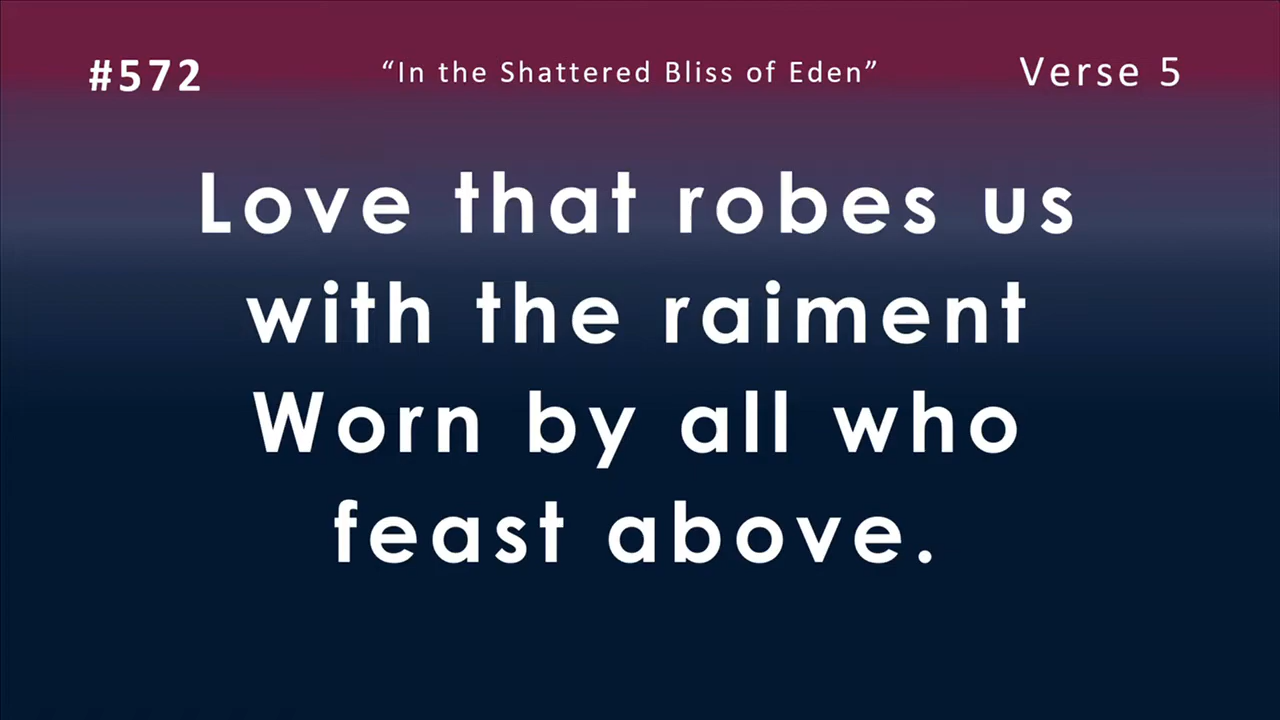 #572 “In the Shattered Bliss of Eden” Verse 5
Love that robes us
with the raiment
Worn by all who
feast above.